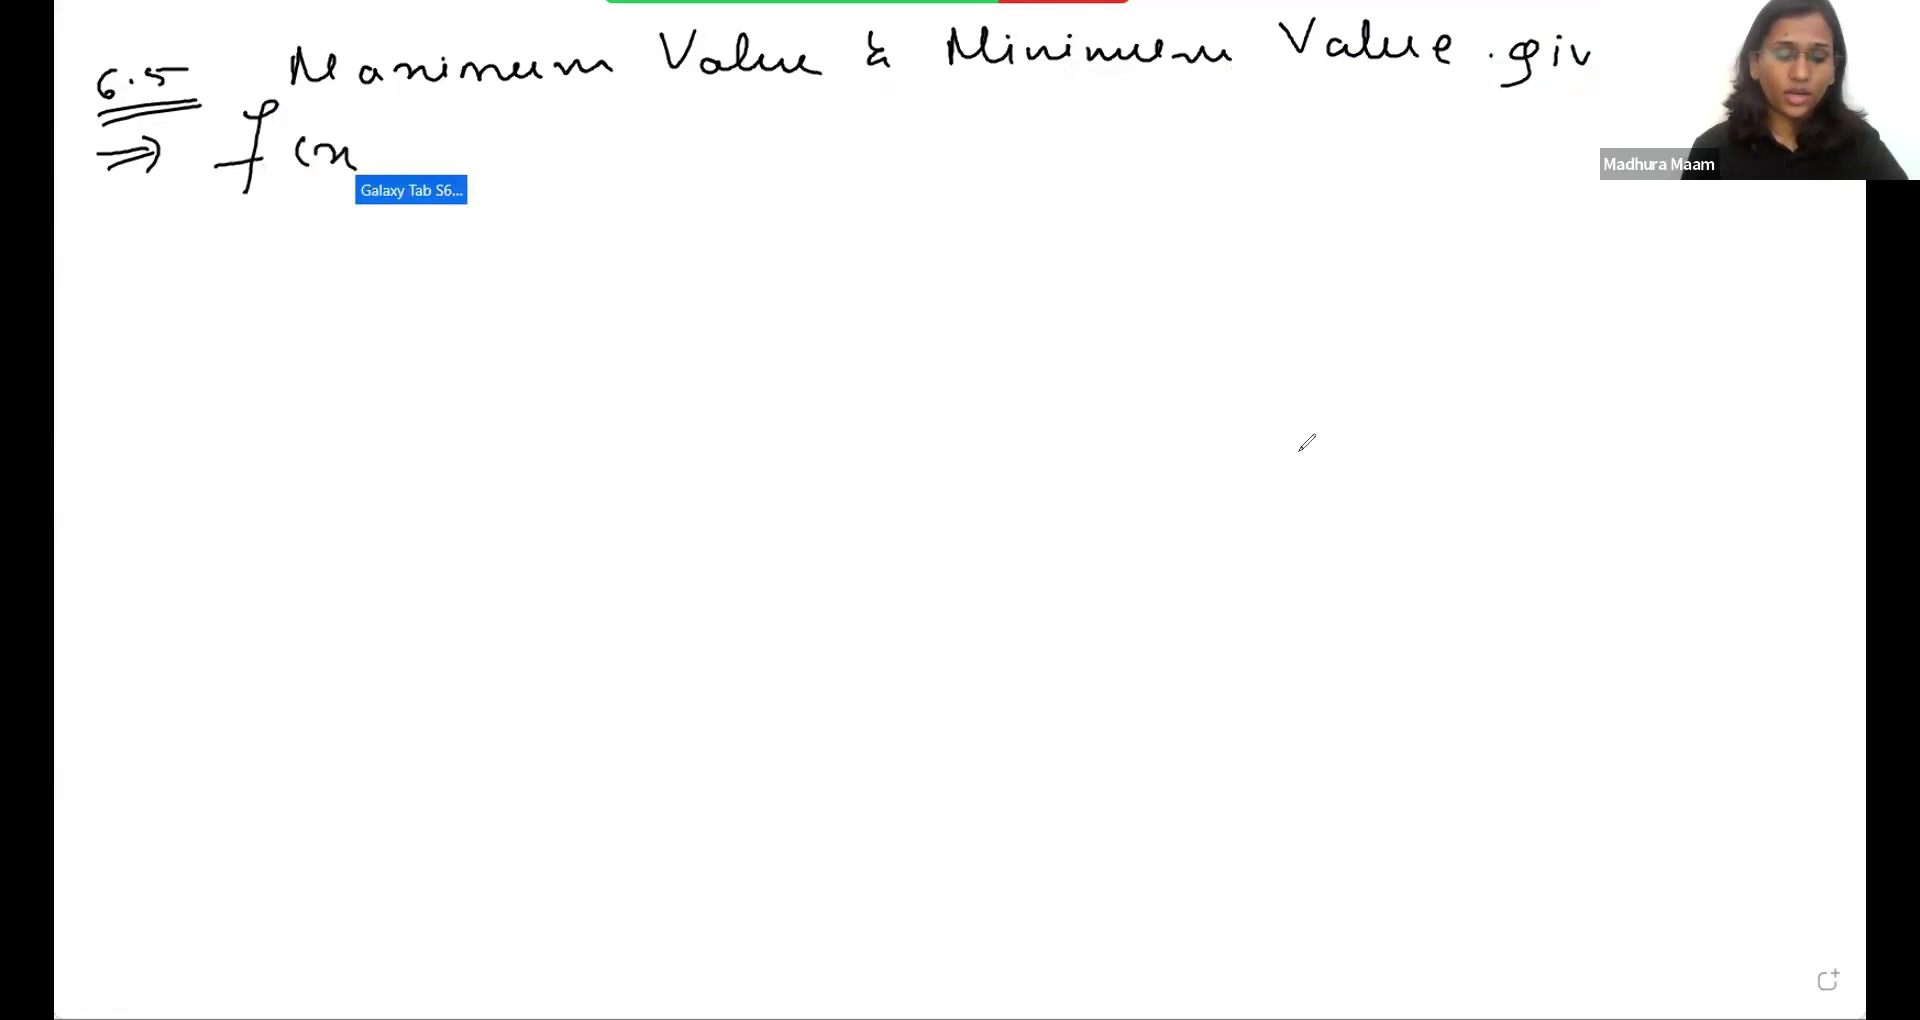 6.5 Maximum Value & Minimum Value . giv
⇒ f(x
Galaxy Tab S6...
Madhura Maam